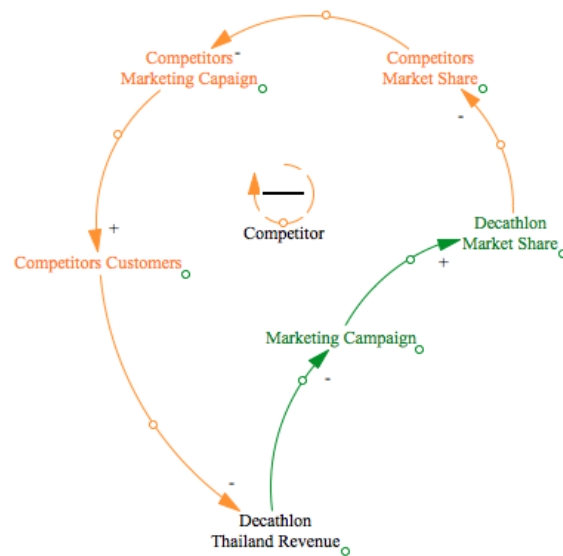 Competitors
Marketing Capaign
-
Competitors
Market Share
-
Competitor
Decathlon
Market Share
+
+
Competitors Customers
Marketing Campaign
-
-
Decathlon
Thailand Revenue